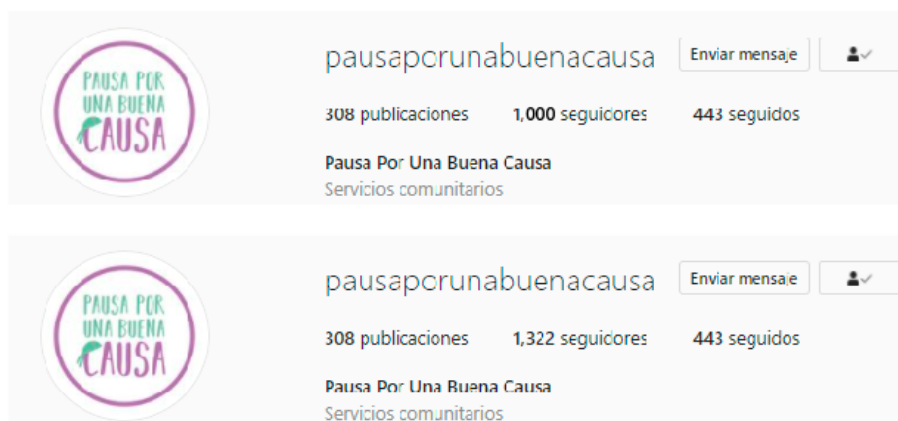 PAUSA POR
UNA BUENA
CAUSA
pausaporunabuenacausa Enviar mensaje
308 publicaciones 1,000 seguidores 443 seguidos
Pausa Por Una Buena Causa
Servicios comunitarios
PAUSA POR
UNA BUENA
CAUSA
pausaporunabuenacausa Enviar mensaje
308 publicaciones 1,322 seguidores 443 seguidos
Pausa Por Una Buena Causa
Servicios comunitarios